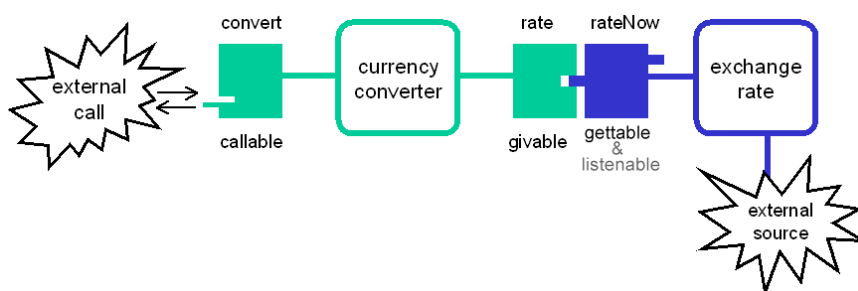 convert
rate
rateNow
external
call
currency
converter
exchange
rate
callable
givable
gettable
&
listenable
external
source